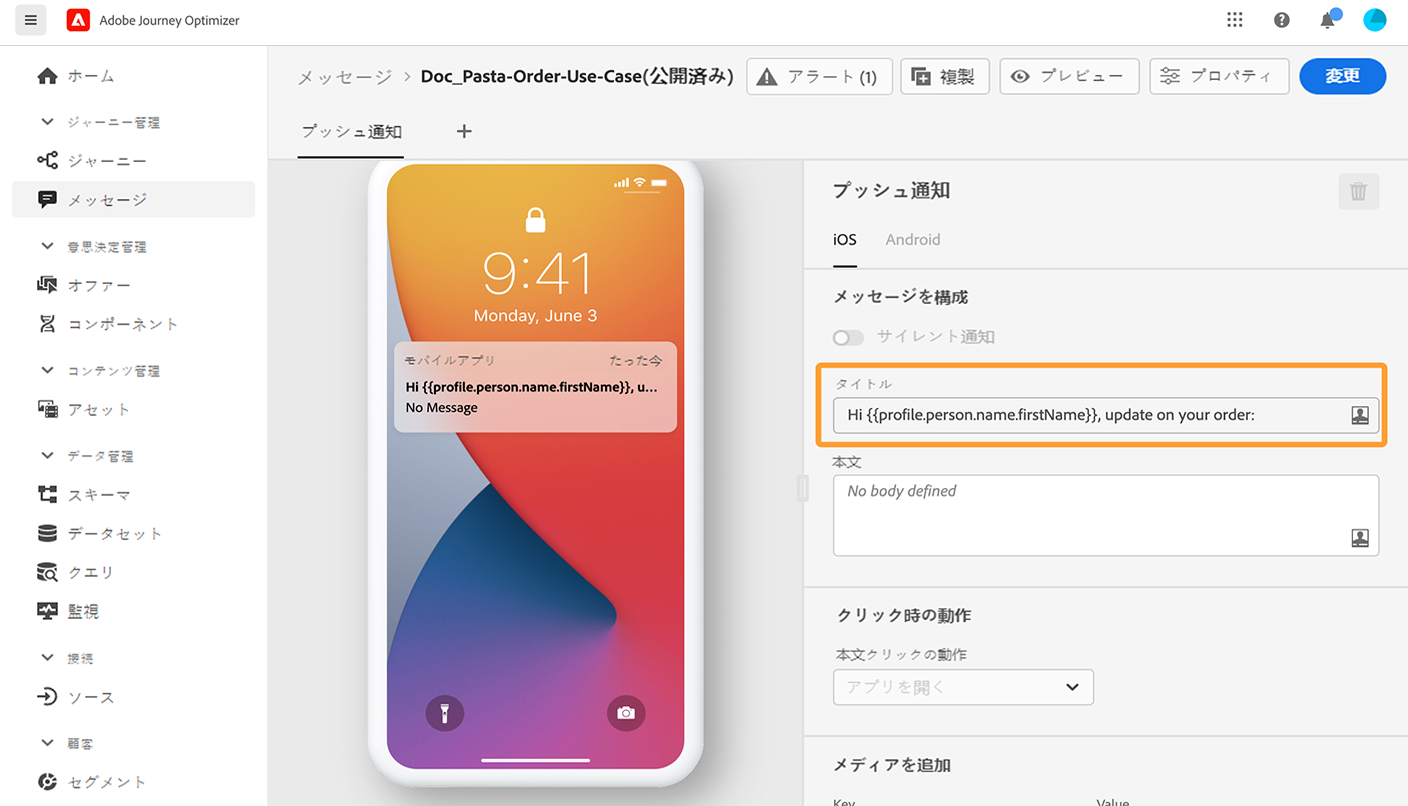 Adobe Journey Optimizer
ホーム
ジャーニー管理
ジャーニー
メッセージ
意思決定管理
オファー
コンポーネント
コンテンツ管理
アセット
データ管理
スキーマ
データセット
クエリ
監視
接続
ソース
顧客
セグメント
メッセージ > Doc_Pasta-Order-Use-Case(公開済み) アラート (1) 複製 プレビュー プロパティ 変更
プッシュ通知 +
9:41
Monday, June 3
モバイルアプリ たった今
Hi {{profile.person.name.firstName}}, u...
No Message
プッシュ通知
iOS Android
メッセージを構成
サイレント通知
タイトル
Hi {{profile.person.name.firstName}}, update on your order:
本文
No body defined
クリック時の動作
本文クリックの動作
アプリを開く
メディアを追加
Key Value